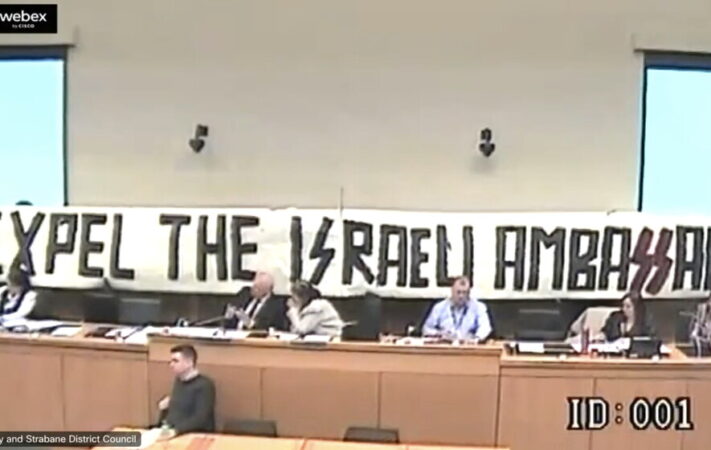 webex
by CISCO
EXPEL THE ISRAELI AMBASSA
ID:001
y and Strabane District Council